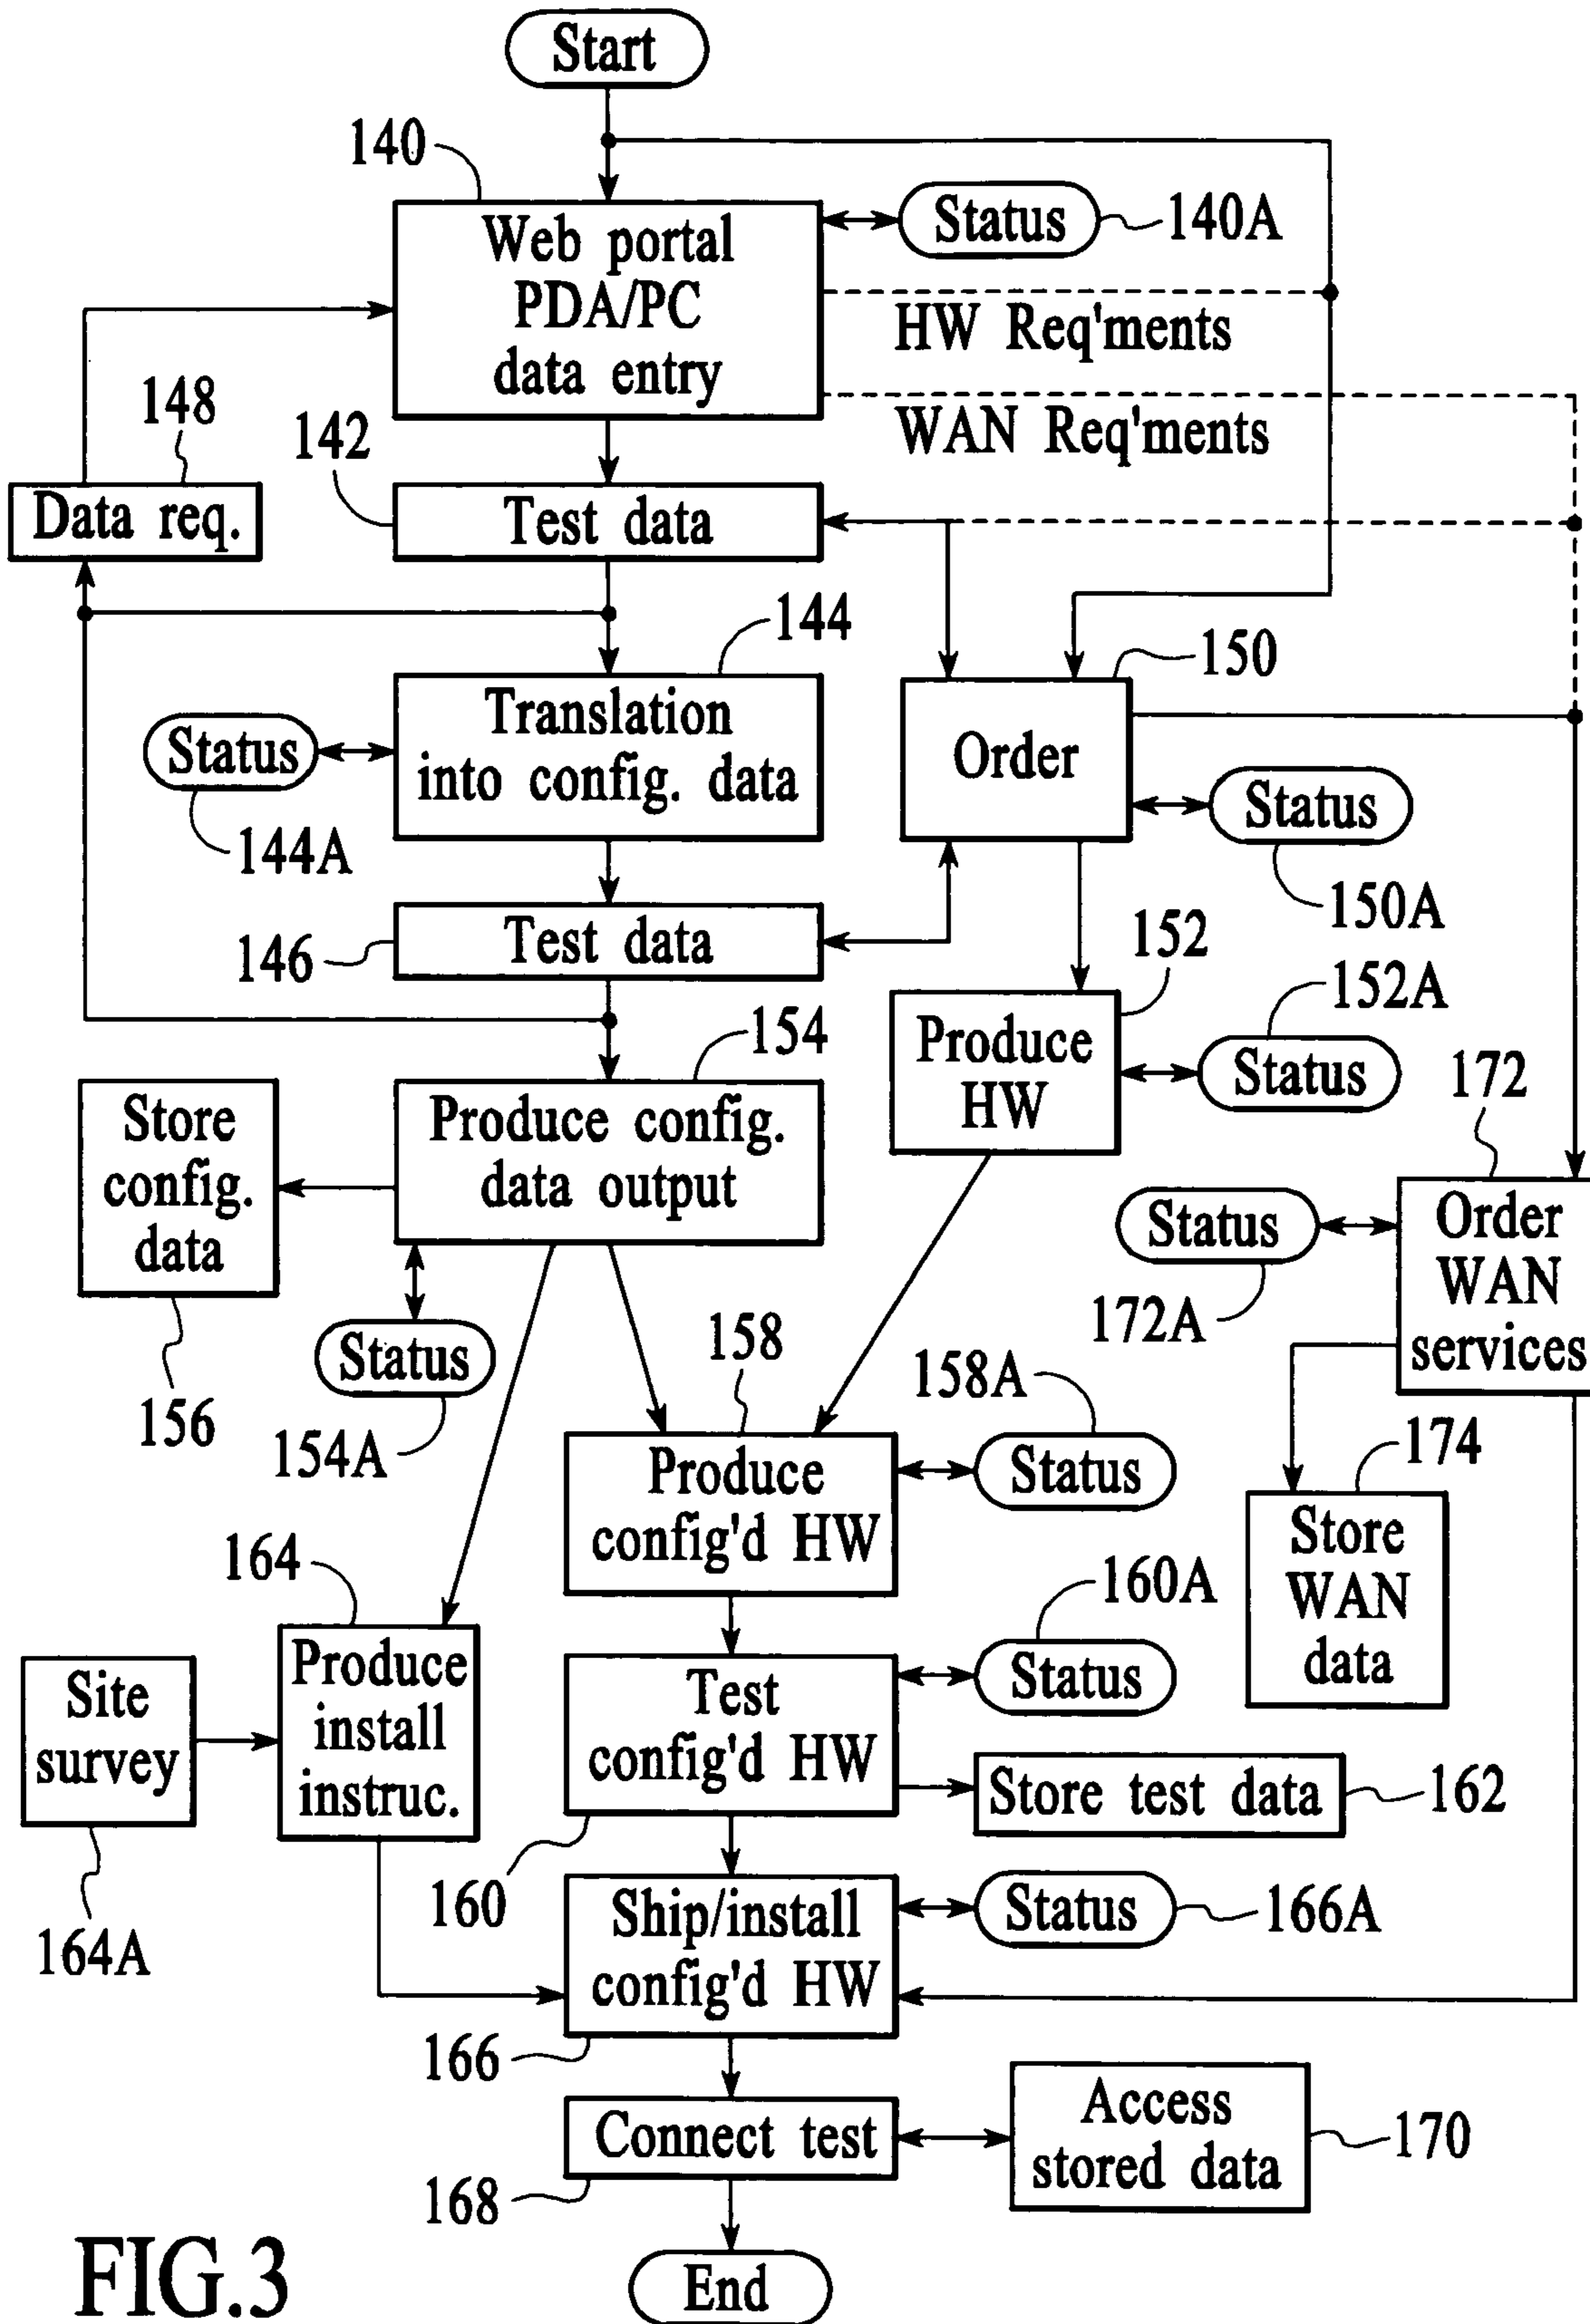 Start
140
Web portal
PDA/PC
data entry
Status
140A
HW Req'ments
WAN Req'ments
148
Data req.
142
Test data
144
Translation
into config. data
Status
144A
150
Order
Status
150A
146
Test data
152
Produce
HW
152A
Status
154
Produce config.
data output
Store
config.
data
156
Status
154A
172
Order
WAN
services
Status
172A
158
Produce
config'd HW
158A
Status
174
Store
WAN
data
164
Produce
install
instruc.
Site
survey
164A
160A
Status
Test
config'd HW
160
Store test data
162
Ship/install
config'd HW
166
Status
166A
Connect test
168
Access
stored data
170
End
FIG.3